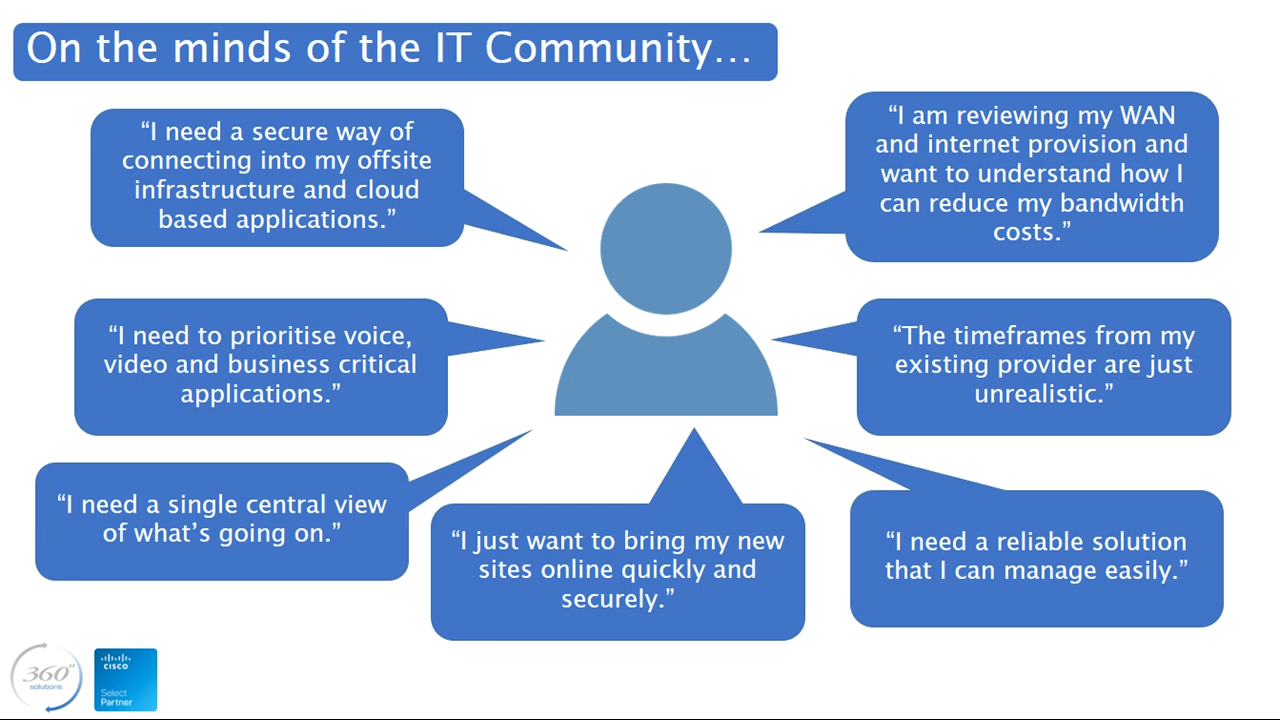 On the minds of the IT Community...
“I need a secure way of
connecting into my offsite
infrastructure and cloud
based applications.”
“I am reviewing my WAN
and internet provision and
want to understand how I
can reduce my bandwidth
costs.”
“I need to prioritise voice,
video and business critical
applications.”
“The timeframes from my
existing provider are just
unrealistic.”
“I need a single central view
of what’s going on.”
“I just want to bring my new
sites online quickly and
securely.”
“I need a reliable solution
that I can manage easily.”
360°
solutions
CISCO
Select
Partner